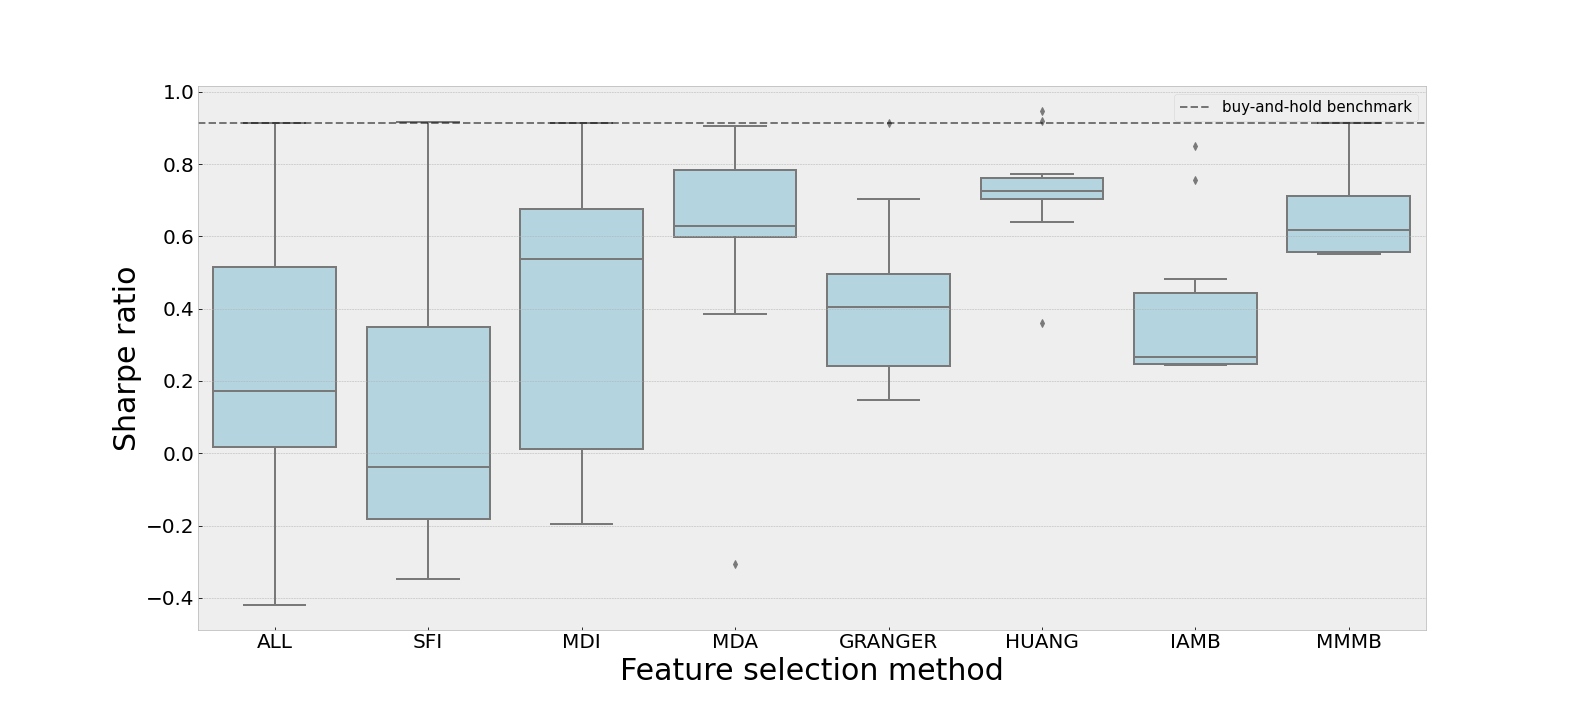 1.0
buy-and-hold benchmark
0.8
0.6
0.4
0.2
0.0
−0.2
−0.4
Sharpe ratio
ALL SFI MDI MDA GRANGER HUANG IAMB MMMB
Feature selection method